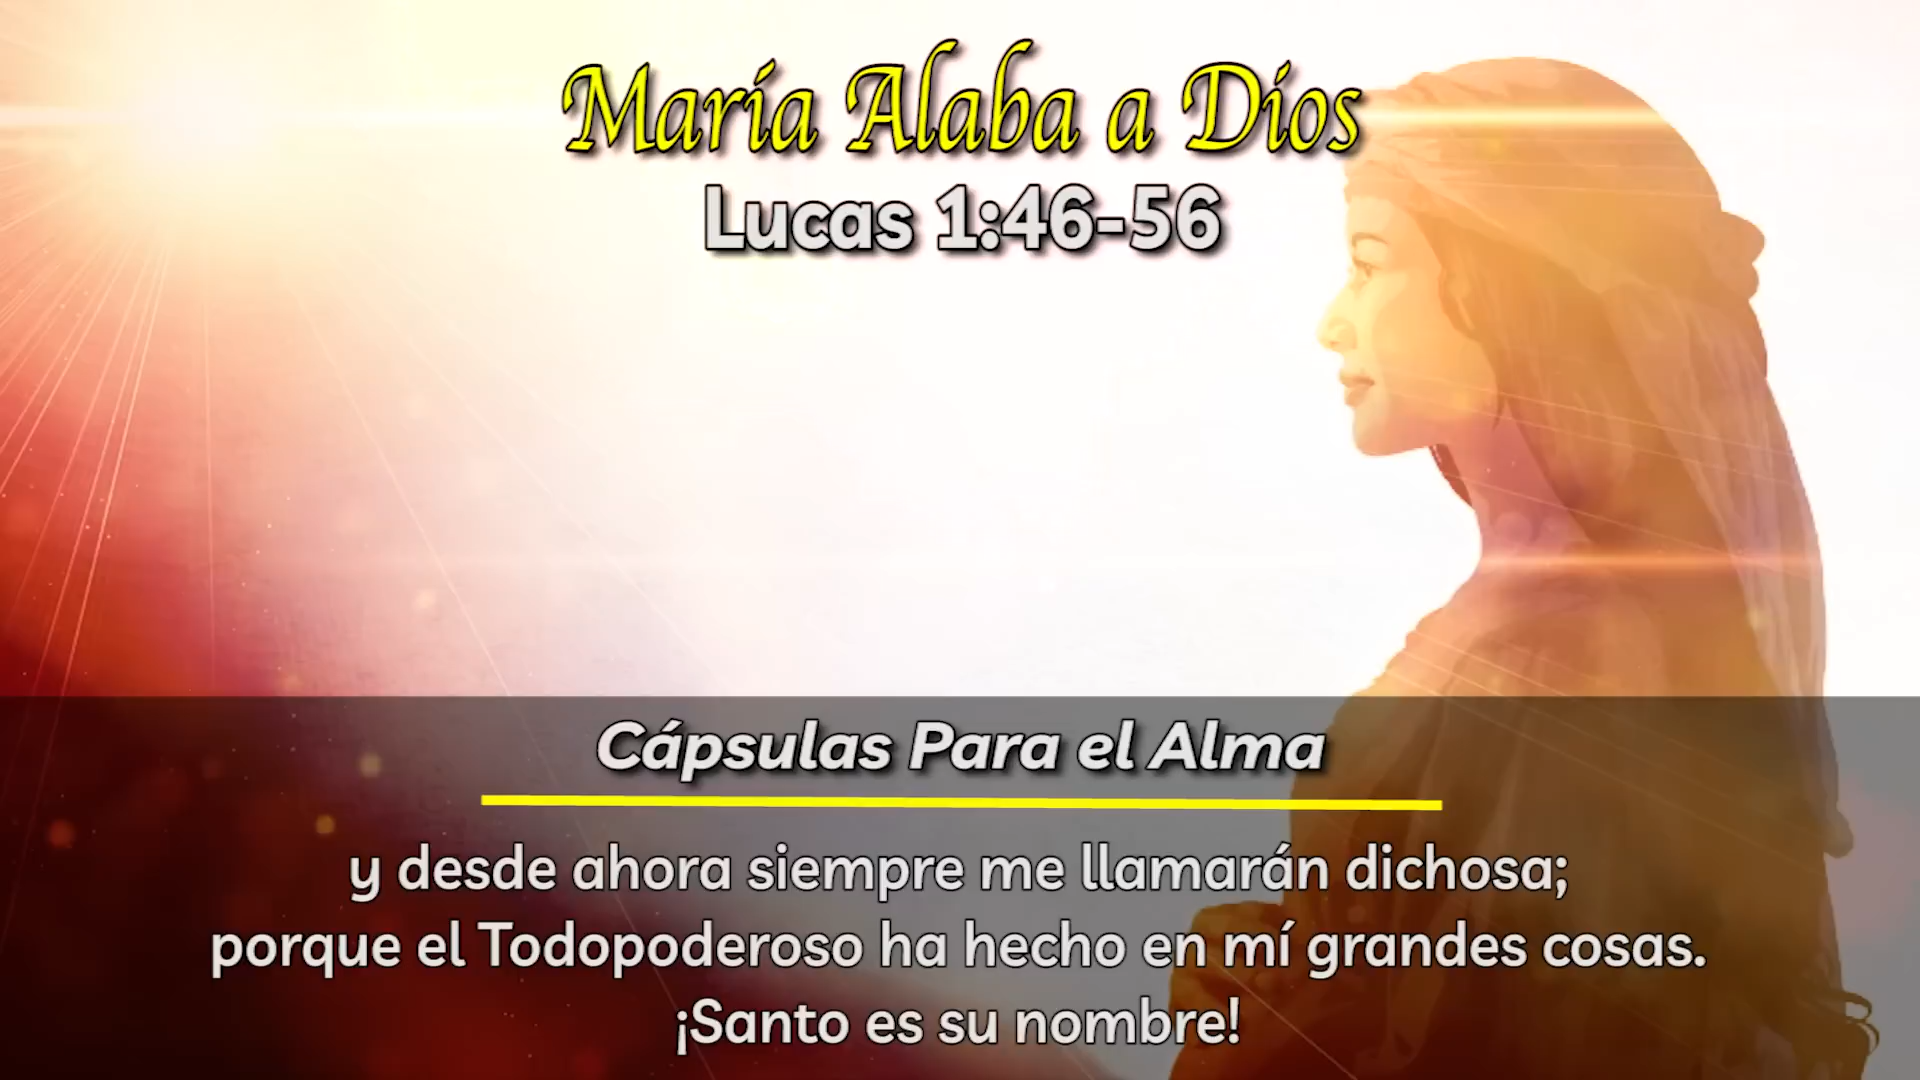 María Alaba a Dios
Lucas 1:46-56
Cápsulas Para el Alma
y desde ahora siempre me llamarán dichosa;
porque el Todopoderoso ha hecho en mí grandes cosas.
¡Santo es su nombre!